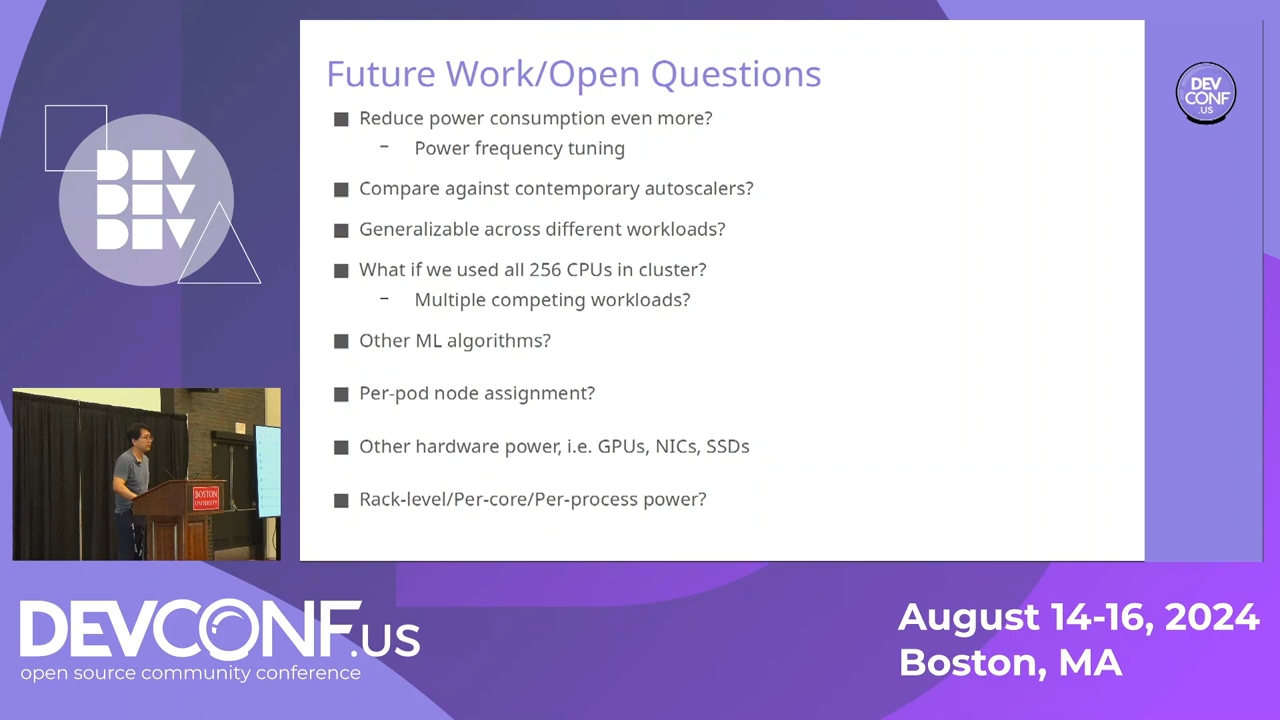 Future Work/Open Questions
■ Reduce power consumption even more?
– Power frequency tuning
■ Compare against contemporary autoscalers?
■ Generalizable across different workloads?
■ What if we used all 256 CPUs in cluster?
– Multiple competing workloads?
■ Other ML algorithms?
■ Per-pod node assignment?
■ Other hardware power, i.e. GPUs, NICs, SSDs
■ Rack-level/Per-core/Per-process power?
DEV
CONF
.US
DEV
DEV
DEV
BOSTON
UNIVERSITY
DEVCONF.US
open source community conference
August 14-16, 2024
Boston, MA